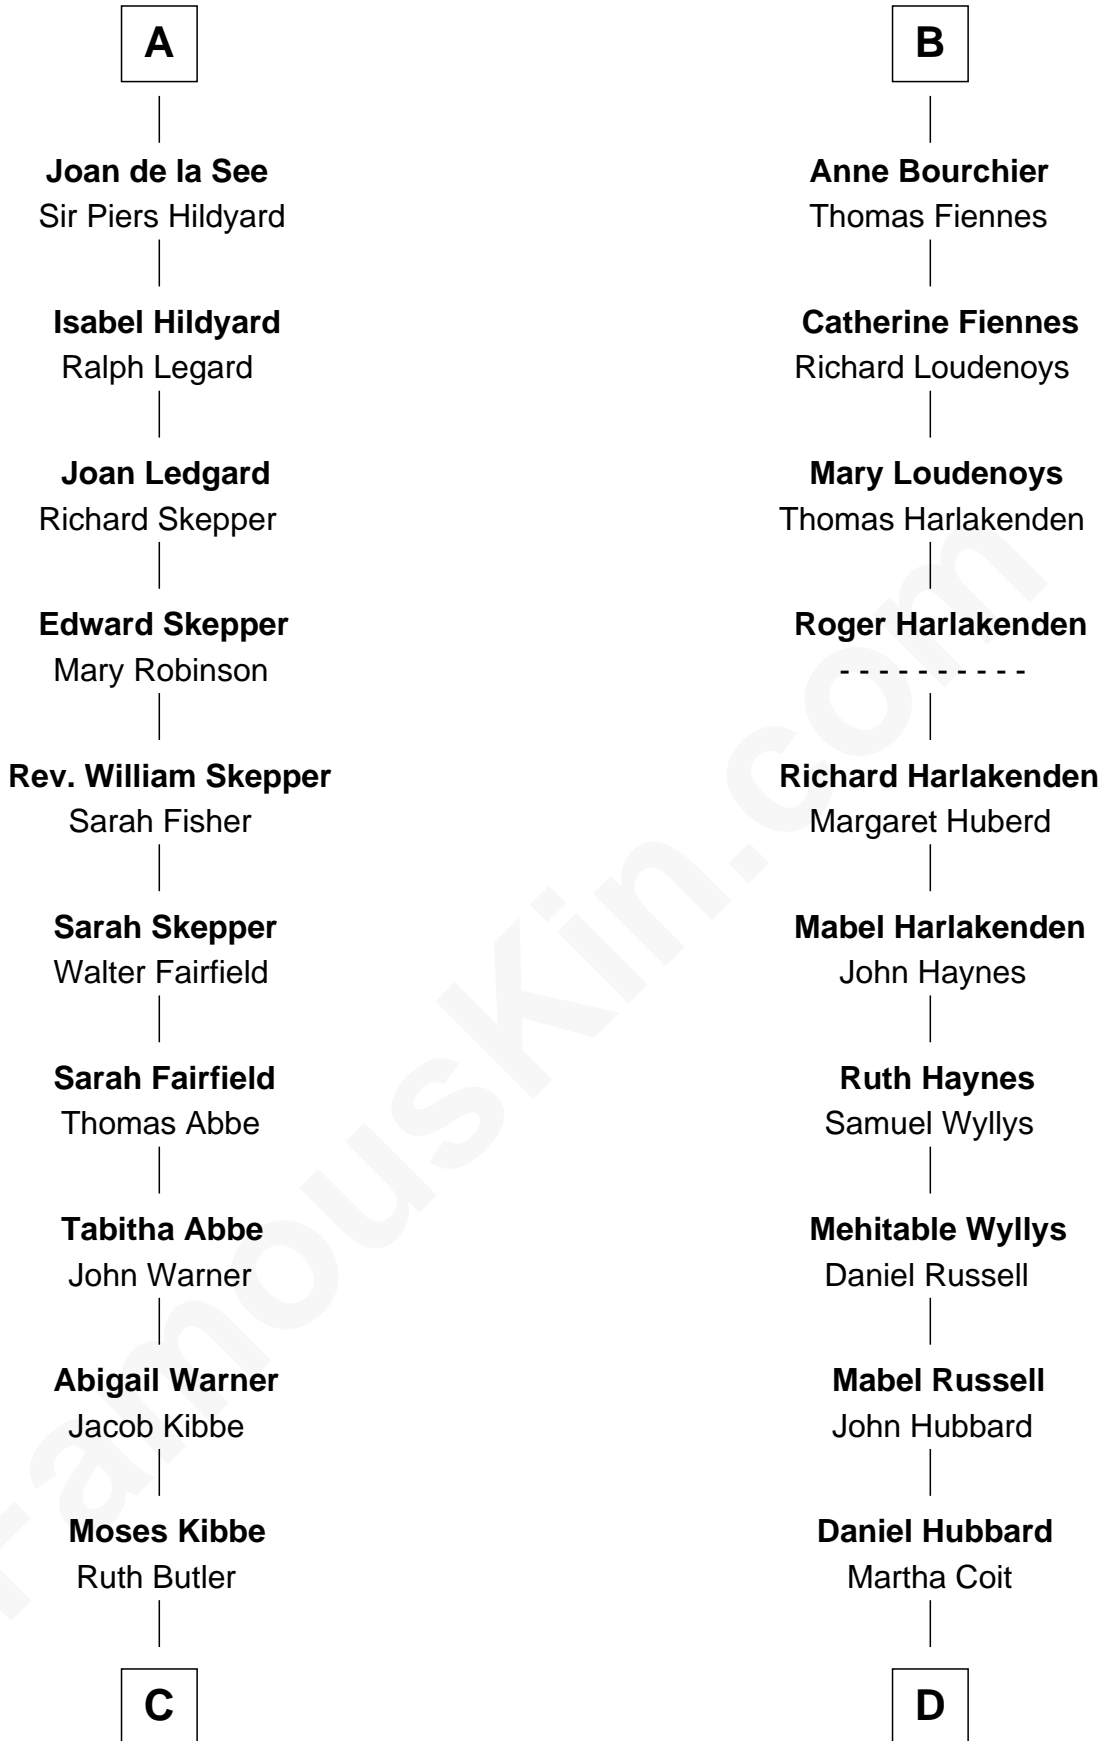 A
Joan de la See
Sir Piers Hildyard
Isabel Hildyard
Ralph Legard
Joan Ledgard
Richard Skepper
Edward Skepper
Mary Robinson
Rev. William Skepper
Sarah Fisher
Sarah Skepper
Walter Fairfield
Sarah Fairfield
Thomas Abbe
Tabitha Abbe
John Warner
Abigail Warner
Jacob Kibbe
Moses Kibbe
Ruth Butler
C
B
Anne Bourchier
Thomas Fiennes
Catherine Fiennes
Richard Loudenoys
Mary Loudenoys
Thomas Harlakenden
Roger Harlakenden
- - - - - - - - - -
Richard Harlakenden
Margaret Huberd
Mabel Harlakenden
John Haynes
Ruth Haynes
Samuel Wyllys
Mehitable Wyllys
Daniel Russell
Mabel Russell
John Hubbard
Daniel Hubbard
Martha Coit
D
FamousKin.com